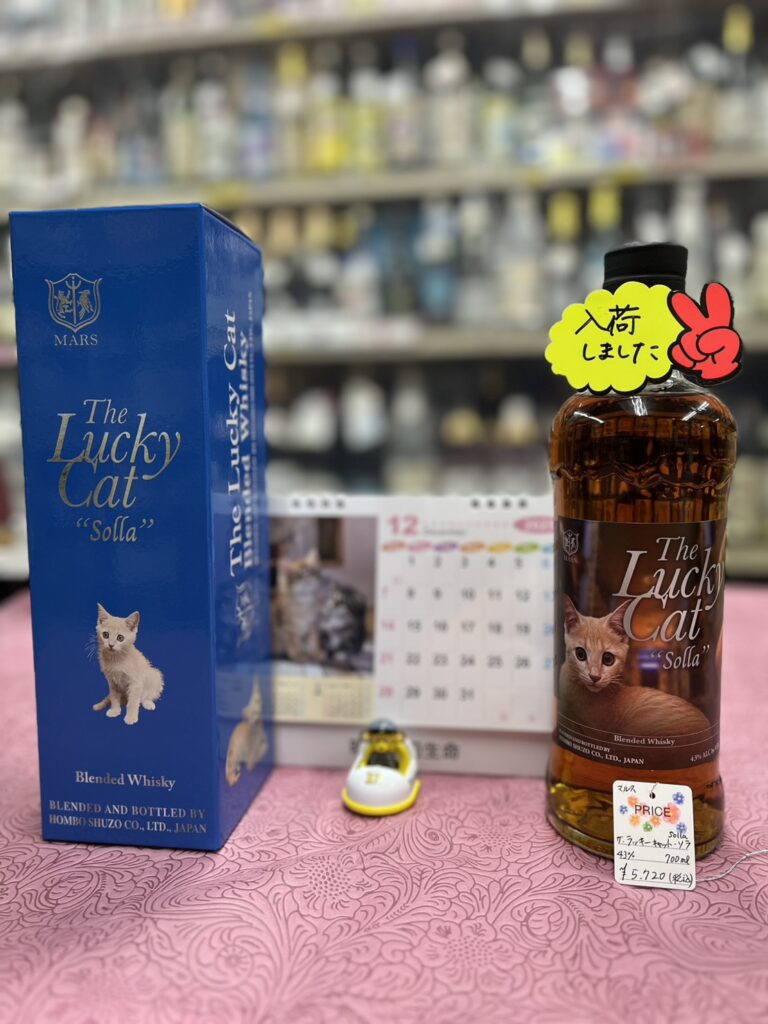 MARS
The
Lucky
Cat
"Solla"
Blended Whisky
BLENDED AND BOTTLED BY
HOMBO SHUZO CO., LTD., JAPAN
The Lucky Cat
Blended Whisky
12
1 2 3 4 5 6
7 8 9 10 11 12
14 15 16 17 18 19
21 22 23 24 25 26
28 29 30 31
生命
入荷
しました
MARS
The
Lucky
Cat
"Solla"
Blended Whisky
HOMBO SHUZO CO., LTD., JAPAN
43%
マルス
PRICE
Solla
ザ・ラッキーキャット・ソラ
43% 700ml
¥5.720(税込)